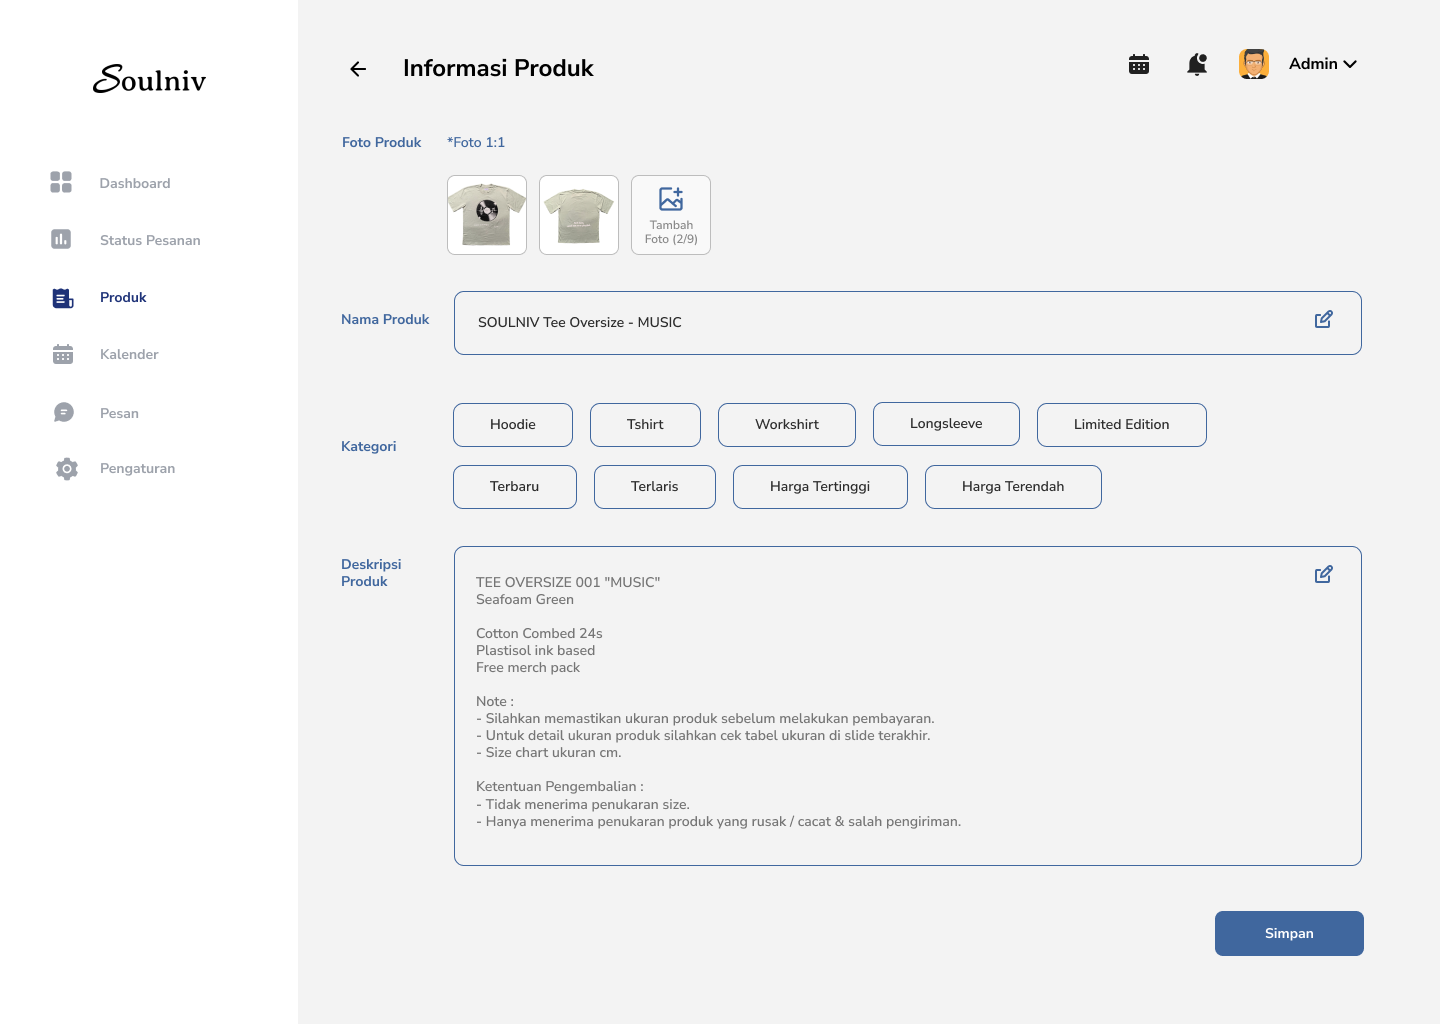 Soulniv
Dashboard
Status Pesanan
Produk
Kalender
Pesan
Pengaturan
Informasi Produk
Admin
Foto Produk
*Foto 1:1
Tambah
Foto (2/9)
Nama Produk
SOULNIV Tee Oversize - MUSIC
Kategori
Hoodie
Tshirt
Workshirt
Longsleeve
Limited Edition
Terbaru
Terlaris
Harga Tertinggi
Harga Terendah
Deskripsi
Produk
TEE OVERSIZE 001 "MUSIC"
Seafoam Green
Cotton Combed 24s
Plastisol ink based
Free merch pack
Note :
- Silahkan memastikan ukuran produk sebelum melakukan pembayaran.
- Untuk detail ukuran produk silahkan cek tabel ukuran di slide terakhir.
- Size chart ukuran cm.
Ketentuan Pengembalian :
- Tidak menerima penukaran size.
- Hanya menerima penukaran produk yang rusak / cacat & salah pengiriman.
Simpan